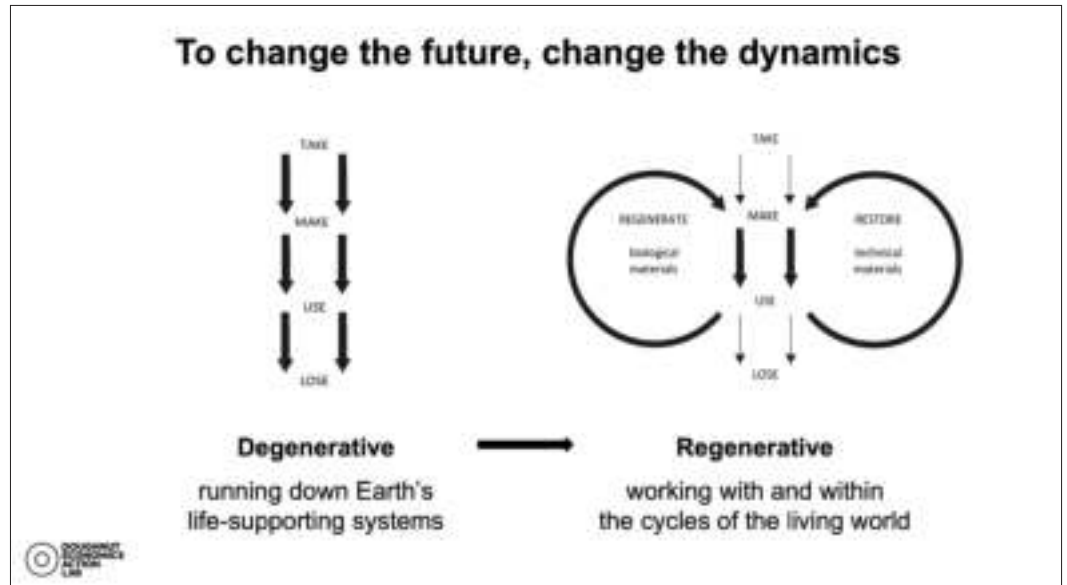 To change the future, change the dynamics
TAKE
MAKE
USE
LOSE
TAKE
REGENERATE
biological
materials
MAKE
RESTORE
technical
materials
USE
LOSE
Degenerative
running down Earth's
life-supporting systems
Regenerative
working with and within
the cycles of the living world
DOUGHNUT
ECONOMICS
ACTION
LAB